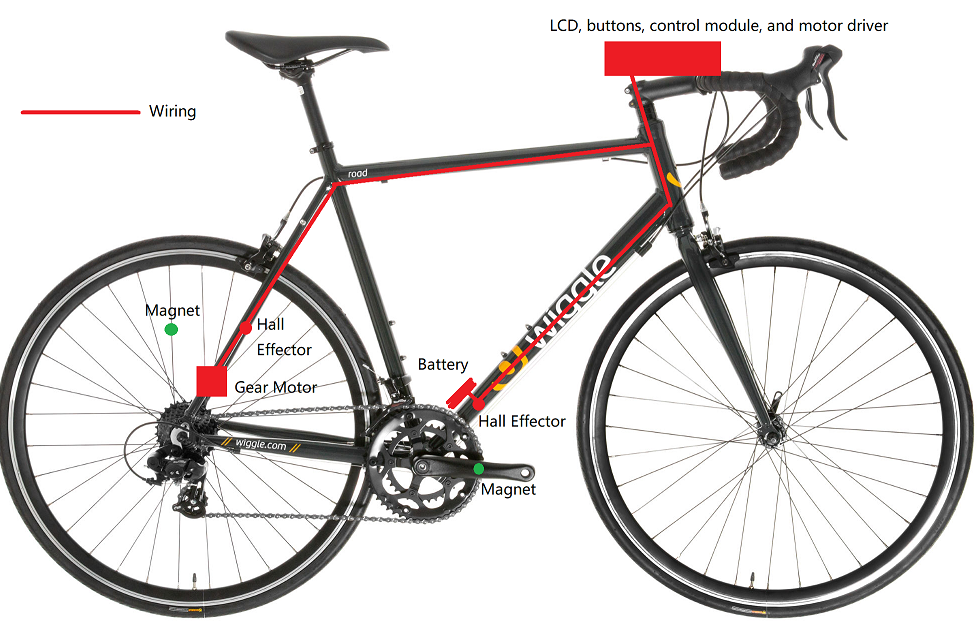 LCD, buttons, control module, and motor driver
Wiring
road
wiggle
Magnet
Hall
Effector
Battery
Gear Motor
Hall Effector
// wiggle.com //
Magnet